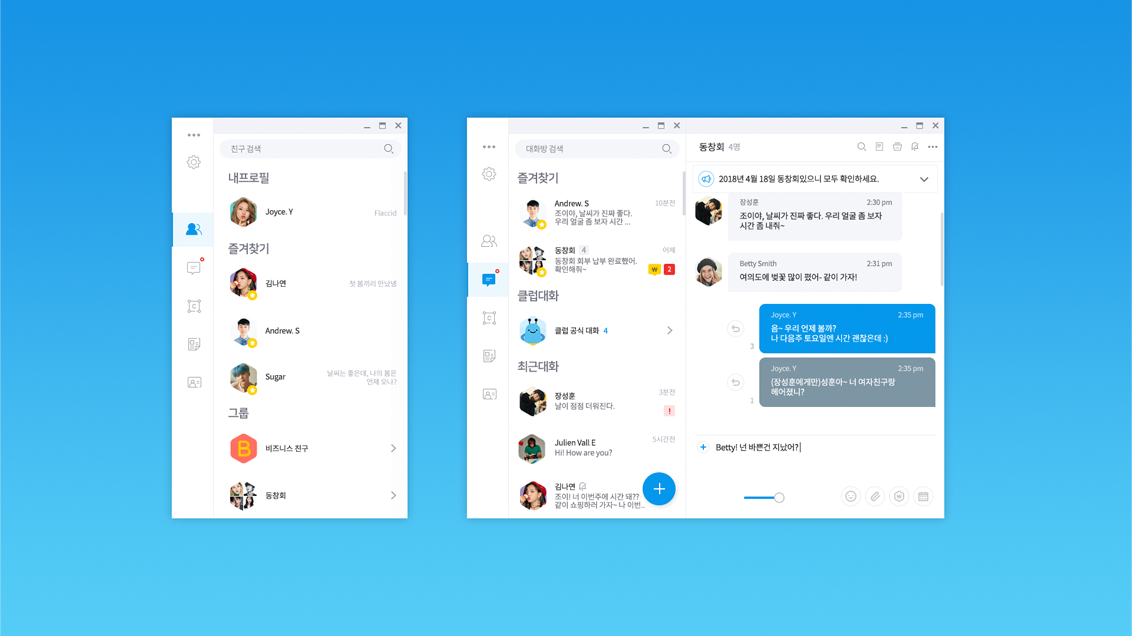 친구 검색
내프로필
Joyce. Y
Flaccid
즐겨찾기
김나연
첫 봄끼리 만났냄
Andrew. S
Sugar
날씨는 좋은데, 나의 봄은
언제 오나?
그룹
B
비즈니스 친구
동창회
대화방 검색
즐겨찾기
Andrew. S
10분전
조이야, 날씨가 진짜 좋다.
우리 얼굴 좀 보자 시간 ...
동창회 4
어제
동창회 회부 납부 완료했어.
확인해줘~
₩
2
클럽대화
클럽 공식 대화 4
최근대화
장성훈
3분전
날이 점점 더워진다.
!
Julien Vall E
5시간전
Hi! How are you?
김나연
조이! 너 이번주에 시간 돼??
같이 쇼핑하러 가자~ 나 이번..
동창회 4명
2018년 4월 18일 동창회있으니 모두 확인하세요.
장성훈
2:30 pm
조이야, 날씨가 진짜 좋다. 우리 얼굴 좀 보자
시간 좀 내줘~
Betty Smith
2:31 pm
여의도에 벚꽃 많이 폈어~ 같이 가자!
Joyce. Y
2:35 pm
음~ 우리 언제 볼까?
나 다음주 토요일엔 시간 괜찮은데 :)
3
Joyce. Y
2:35 pm
(장성훈에게만)성훈아~ 너 여자친구랑
헤어졌니?
1
Betty! 넌 바쁜건 지났어?